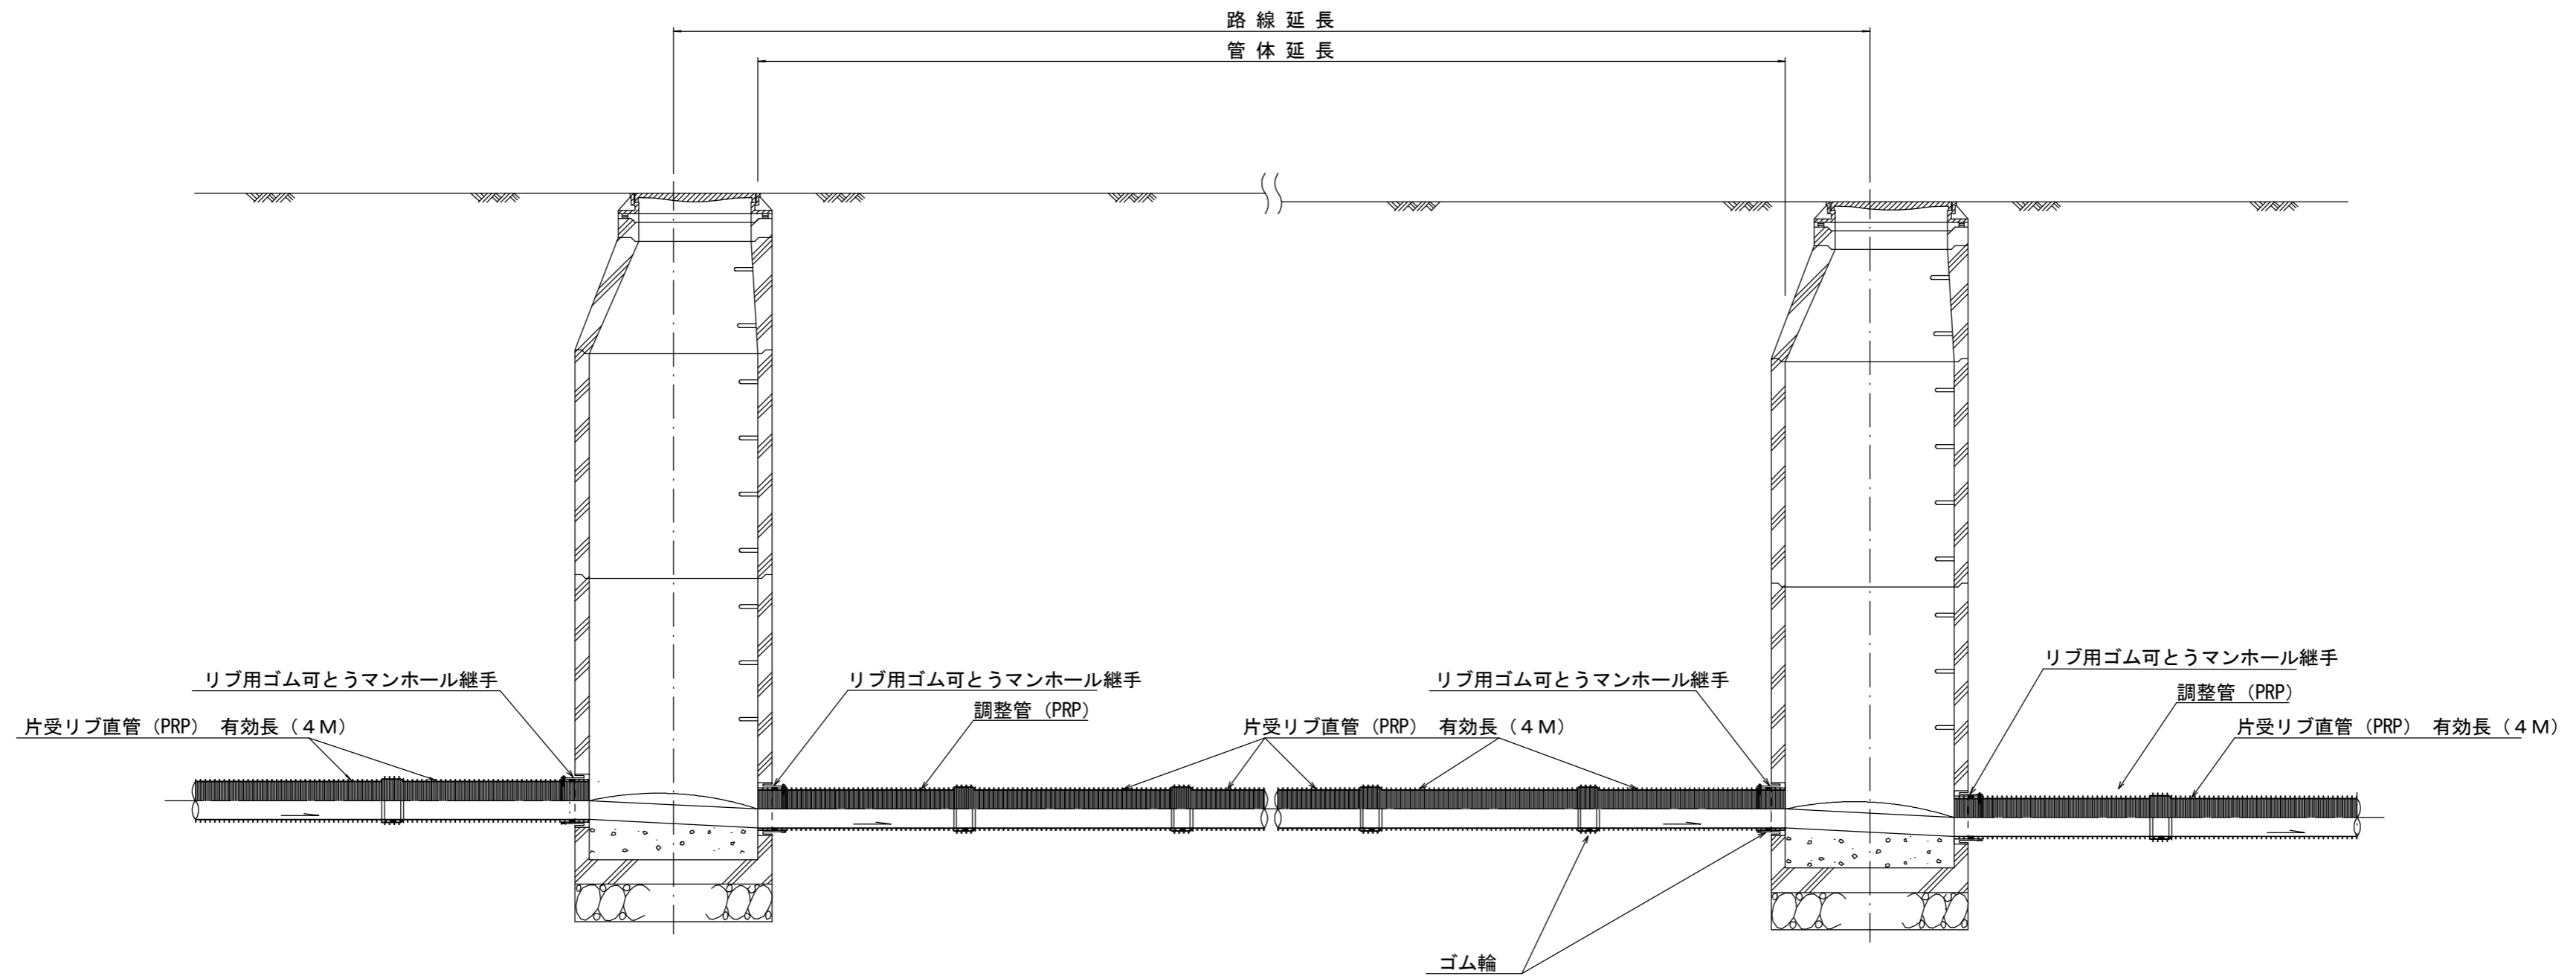 路線延長
管体延長
リブ用ゴム可とうマンホール継手
片受リブ直管（PRP） 有効長（４Ｍ）
リブ用ゴム可とうマンホール継手
調整管（PRP）
片受リブ直管（PRP） 有効長（４Ｍ）
リブ用ゴム可とうマンホール継手
リブ用ゴム可とうマンホール継手
調整管（PRP）
片受リブ直管（PRP） 有効長（４Ｍ）
ゴム輪